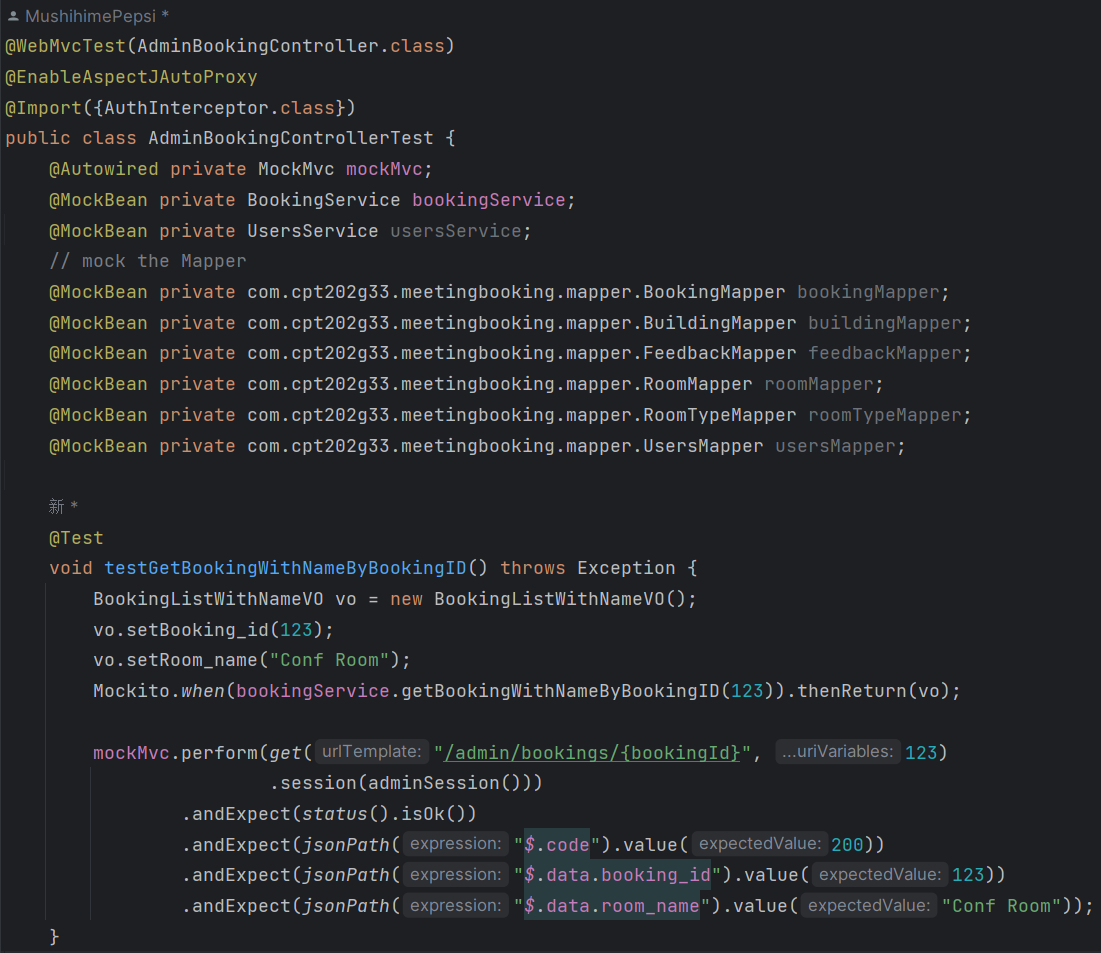 MushihimePepsi *
@WebMvcTest(AdminBookingController.class)
@EnableAspectJAutoProxy
@Import({AuthInterceptor.class})
public class AdminBookingControllerTest {
    @Autowired private MockMvc mockMvc;
    @MockBean private BookingService bookingService;
    @MockBean private UsersService usersService;
    // mock the Mapper
    @MockBean private com.cpt202g33.meetingbooking.mapper.BookingMapper bookingMapper;
    @MockBean private com.cpt202g33.meetingbooking.mapper.BuildingMapper buildingMapper;
    @MockBean private com.cpt202g33.meetingbooking.mapper.FeedbackMapper feedbackMapper;
    @MockBean private com.cpt202g33.meetingbooking.mapper.RoomMapper roomMapper;
    @MockBean private com.cpt202g33.meetingbooking.mapper.RoomTypeMapper roomTypeMapper;
    @MockBean private com.cpt202g33.meetingbooking.mapper.UsersMapper usersMapper;
    新 *
    @Test
    void testGetBookingWithNameByBookingID() throws Exception {
        BookingListWithNameVO vo = new BookingListWithNameVO();
        vo.setBooking_id(123);
        vo.setRoom_name("Conf Room");
        Mockito.when(bookingService.getBookingWithNameByBookingID(123)).thenReturn(vo);
        mockMvc.perform(get( urlTemplate: "/admin/bookings/{bookingId}", ...uriVariables: 123)
                        .session(adminSession()))
                .andExpect(status().isOk())
                .andExpect(jsonPath( expression: "$.code").value( expectedValue: 200))
                .andExpect(jsonPath( expression: "$.data.booking_id").value( expectedValue: 123))
                .andExpect(jsonPath( expression: "$.data.room_name").value( expectedValue: "Conf Room"));
    }